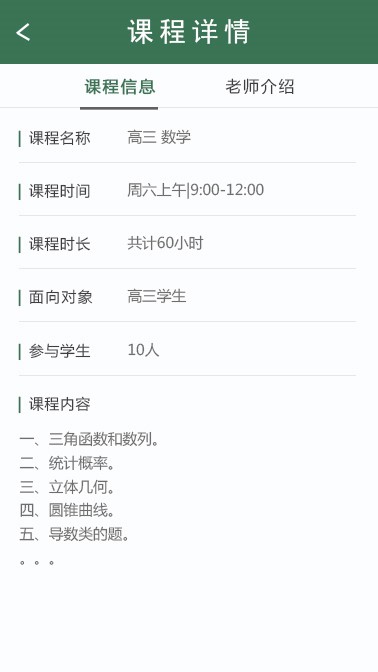 课程详情
课程信息 老师介绍
课程名称 高三 数学
课程时间 周六上午|9:00-12:00
课程时长 共计60小时
面向对象 高三学生
参与学生 10人
课程内容
一、三角函数和数列。
二、统计概率。
三、立体几何。
四、圆锥曲线。
五、导数类的题。
。。。